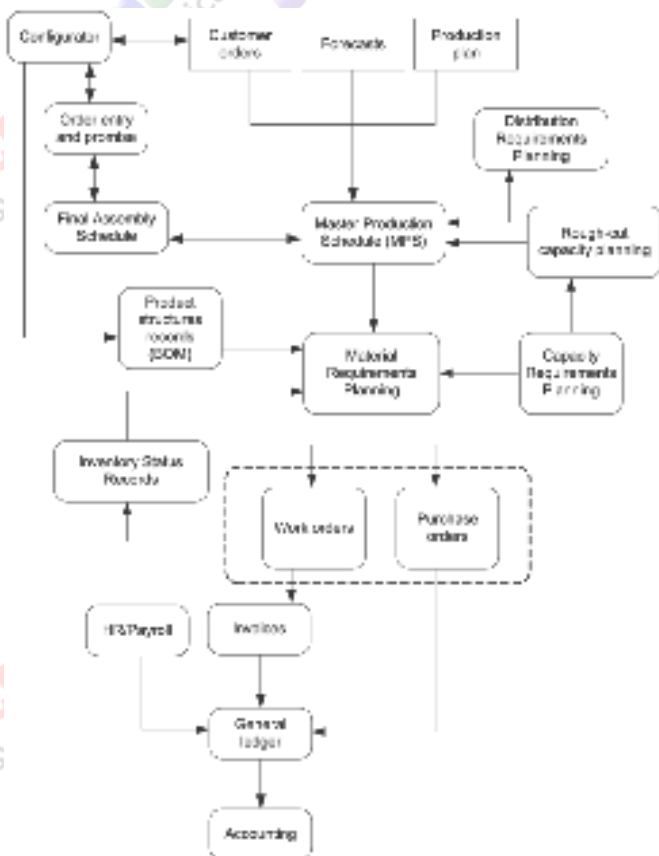 Configurator
Customer
orders
Forecasts
Production
plan
Order entry
and promise
Distribution
Requirements
Planning
Final Assembly
Schedule
Master Production
Schedule (MPS)
Rough-cut
capacity planning
Product
structures
records
(BOM)
Material
Requirements
Planning
Capacity
Requirements
Planning
Inventory Status
Records
Work orders
Purchase
orders
HR/Payroll
Invoices
General
ledger
Accounting